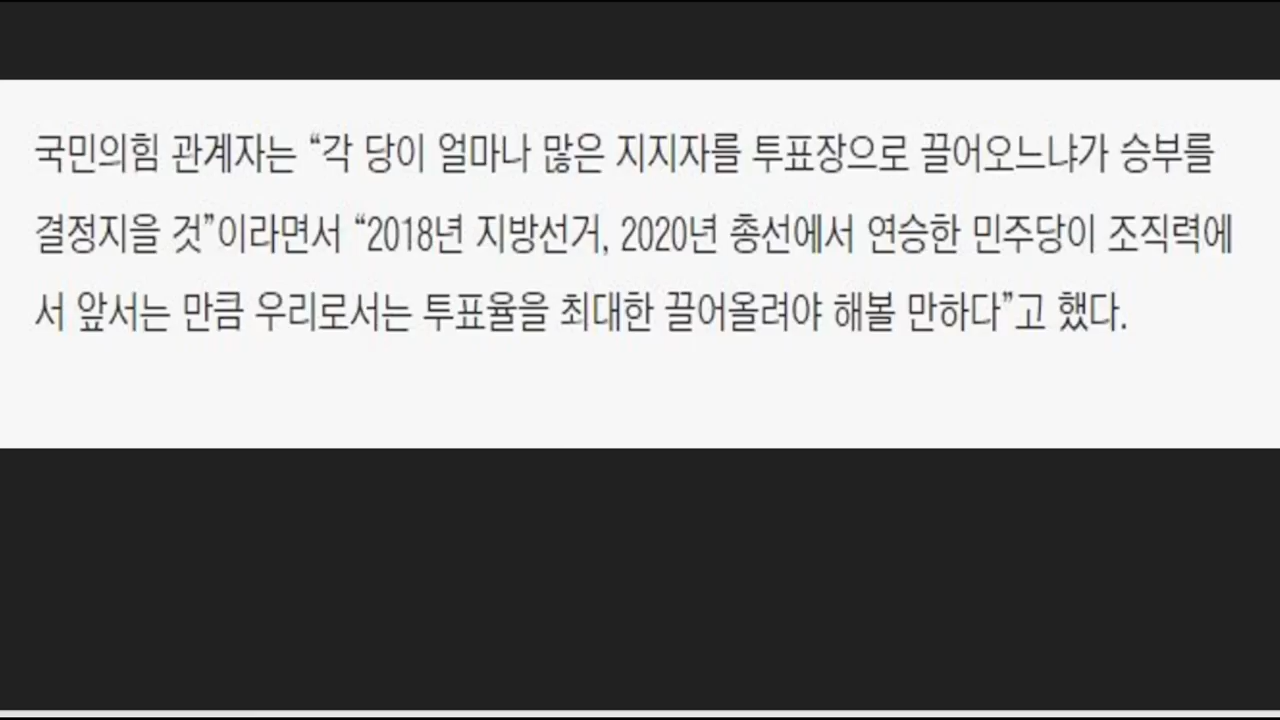 국민의힘 관계자는 “각 당이 얼마나 많은 지지자를 투표장으로 끌어오느냐가 승부를
결정지을 것”이라면서 “2018년 지방선거, 2020년 총선에서 연승한 민주당이 조직력에
서 앞서는 만큼 우리로서는 투표율을 최대한 끌어올려야 해볼 만하다”고 했다.